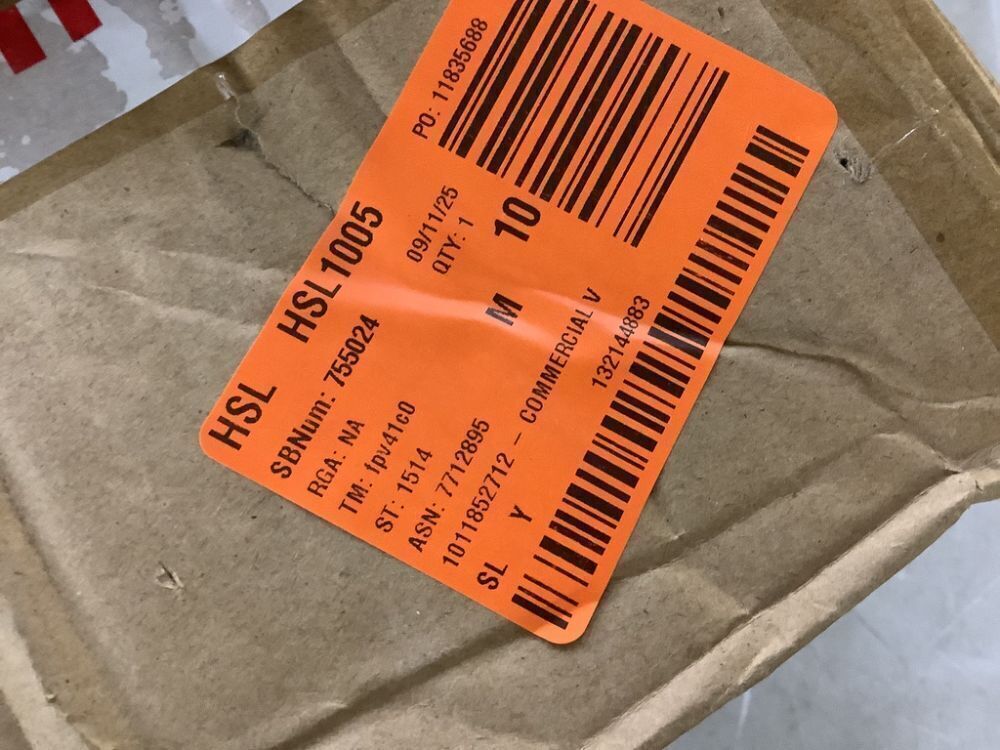 HSL HSL1005
SBNum: 755024 09/11/25 PO: 11835688
RGA: NA QTY: 1
TM: fpv41c0
ST: 1514 M 10
ASN: 7712895
1011852712 - COMMERCIAL V
SL Y 132144883